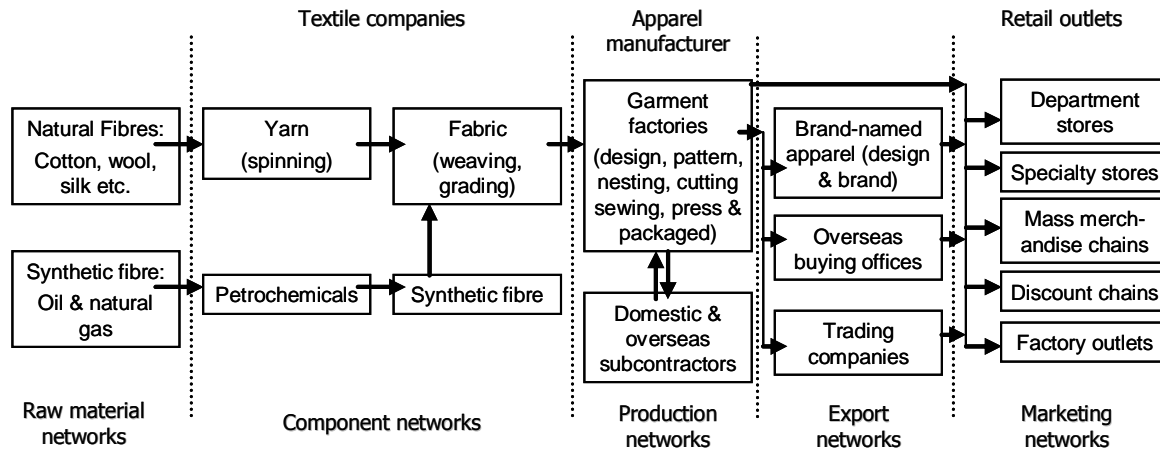 Textile companies
Apparel
manufacturer
Retail outlets
Natural Fibres:
Cotton, wool,
silk etc.
Synthetic fibre:
Oil & natural
gas
Yarn
(spinning)
Petrochemicals
Fabric
(weaving,
grading)
Synthetic fibre
Garment
factories
(design, pattern,
nesting, cutting
sewing, press &
packaged)
Domestic &
overseas
subcontractors
Brand-named
apparel (design
& brand)
Overseas
buying offices
Trading
companies
Department
stores
Specialty stores
Mass merch-
andise chains
Discount chains
Factory outlets
Raw material
networks
Component networks
Production
networks
Export
networks
Marketing
networks